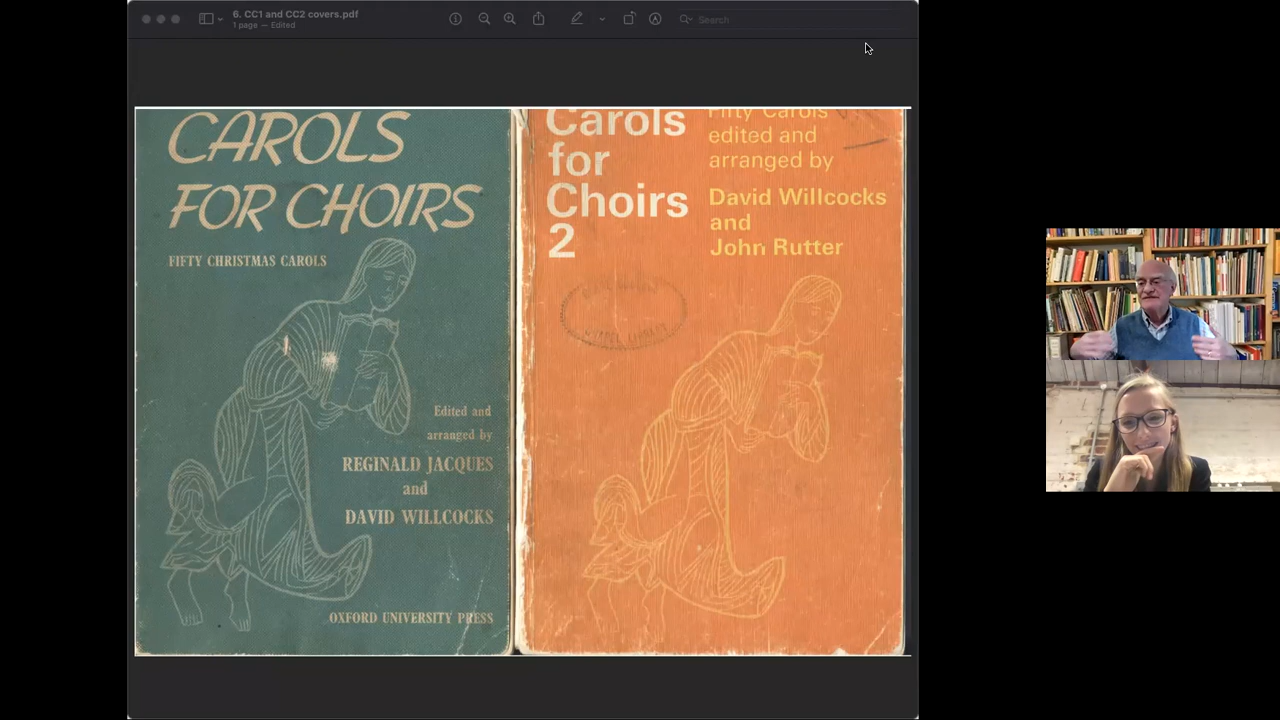 6. CC1 and CC2 covers.pdf
1 page — Edited
Search
CAROLS
FOR CHOIRS
FIFTY CHRISTMAS CAROLS
Edited and
arranged by
REGINALD JACQUES
and
DAVID WILLCOCKS
OXFORD UNIVERSITY PRESS
Carols
for
Choirs
2
Fifty Carols
edited and
arranged by
David Willcocks
and
John Rutter